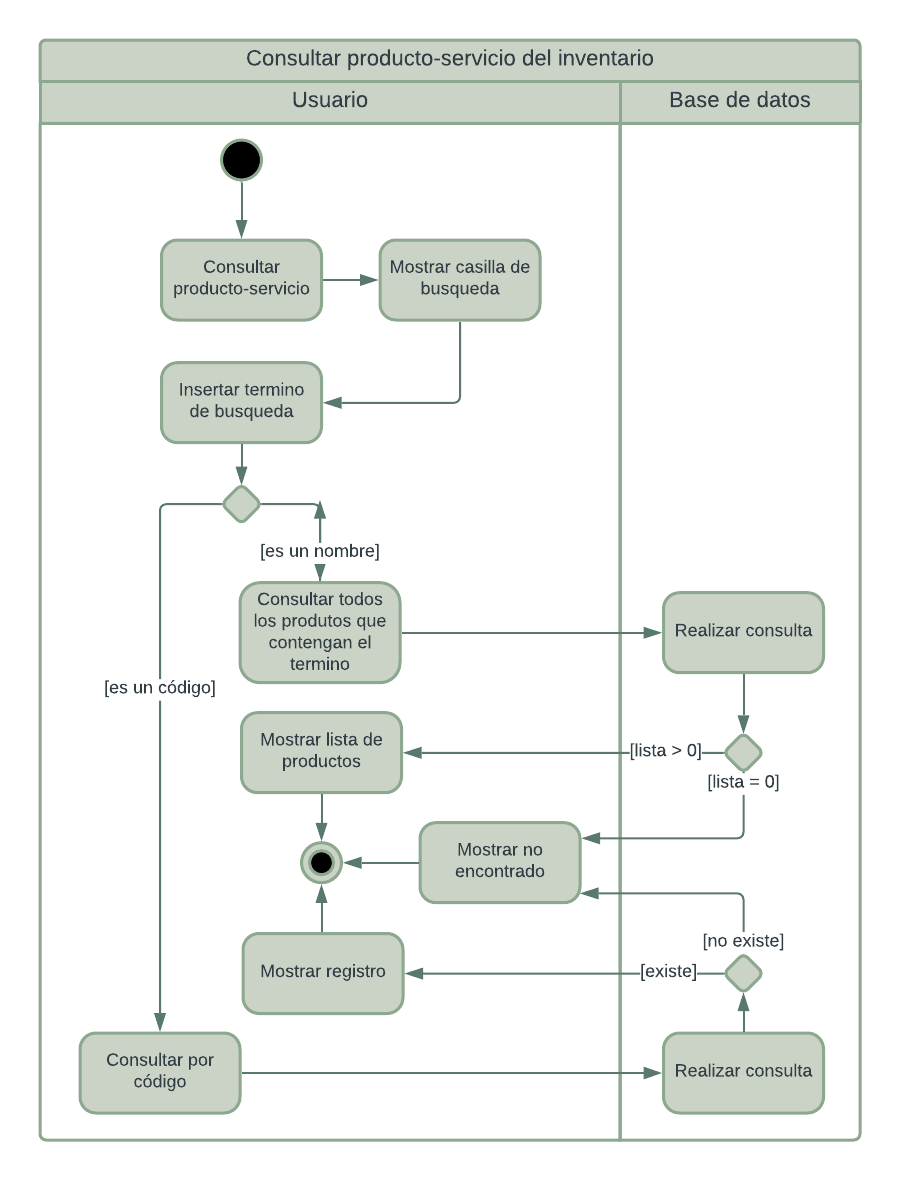 Consultar producto-servicio del inventario
Usuario
Base de datos
Consultar
producto-servicio
Mostrar casilla de
busqueda
Insertar termino
de busqueda
[es un nombre]
Consultar todos
los produtos que
contengan el
termino
Realizar consulta
[es un código]
Mostrar lista de
productos
[lista > 0]
[lista = 0]
Mostrar no
encontrado
[no existe]
Mostrar registro
[existe]
Consultar por
código
Realizar consulta